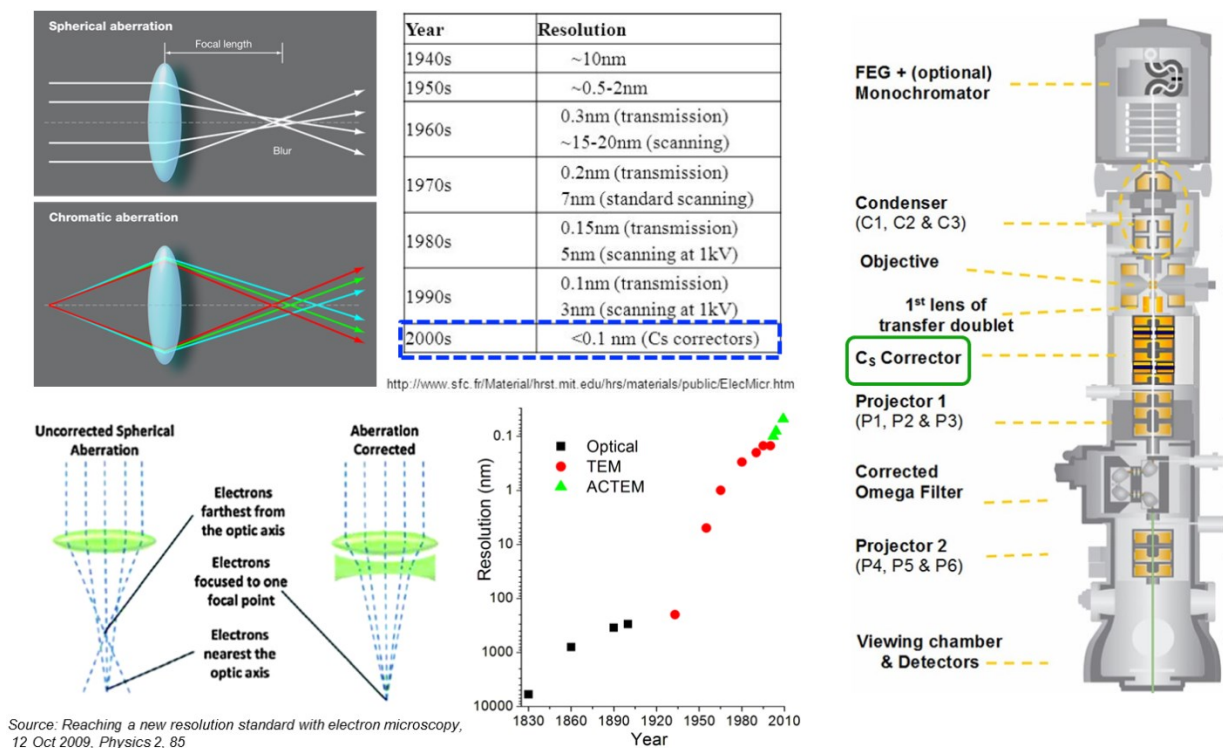 Spherical aberration
Focal length
Blur
Chromatic aberration
Year Resolution
1940s ~10nm
1950s ~0.5-2nm
1960s 0.3nm (transmission)
~15-20nm (scanning)
1970s 0.2nm (transmission)
7nm (standard scanning)
1980s 0.15nm (transmission)
5nm (scanning at 1kV)
1990s 0.1nm (transmission)
3nm (scanning at 1kV)
2000s <0.1 nm (Cs correctors)
http://www.sfc.fr/Material/hrst.mit.edu/hrs/materials/public/ElecMicr.htm
Uncorrected Spherical
Aberration
Aberration
Corrected
Electrons
farthest from
the optic axis
Electrons
focused to one
focal point
Electrons
nearest the
optic axis
Source: Reaching a new resolution standard with electron microscopy,
12 Oct 2009, Physics 2, 85
Optical
TEM
ACTEM
Resolution (nm)
0.1
1
10
100
1000
10000
1830 1860 1890 1920 1950 1980 2010
Year
FEG + (optional)
Monochromator
Condenser
(C1, C2 & C3)
Objective
1st lens of
transfer doublet
Cs Corrector
Projector 1
(P1, P2 & P3)
Corrected
Omega Filter
Projector 2
(P4, P5 & P6)
Viewing chamber
& Detectors